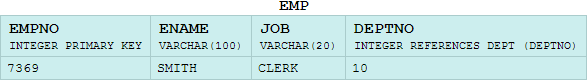 EMP
EMPNO ENAME JOB DEPTNO
INTEGER PRIMARY KEY VARCHAR(100) VARCHAR(20) INTEGER REFERENCES DEPT (DEPTNO)
7369 SMITH CLERK 10